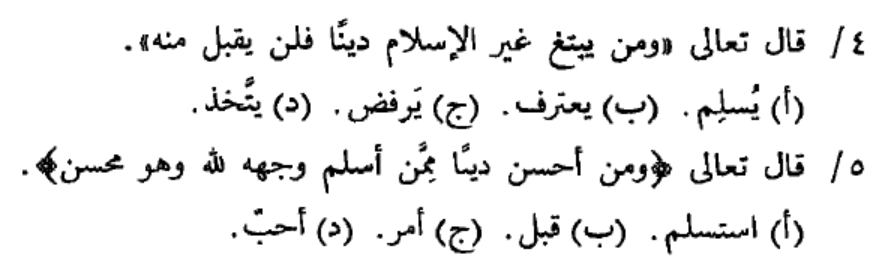 ٤/ قال تعالى «ومن يبتغ غير الإسلام دينًا فلن يقبل منه».
(أ) يُسلِم. (ب) يعترف. (ج) يَرفض. (د) يتَّخذ.
٥/ قال تعالى ﴿ومن أحسن دينًا مِمَّن أسلم وجهه لله وهو محسن﴾.
(أ) استسلم. (ب) قبل. (ج) أمر. (د) أحبّ.